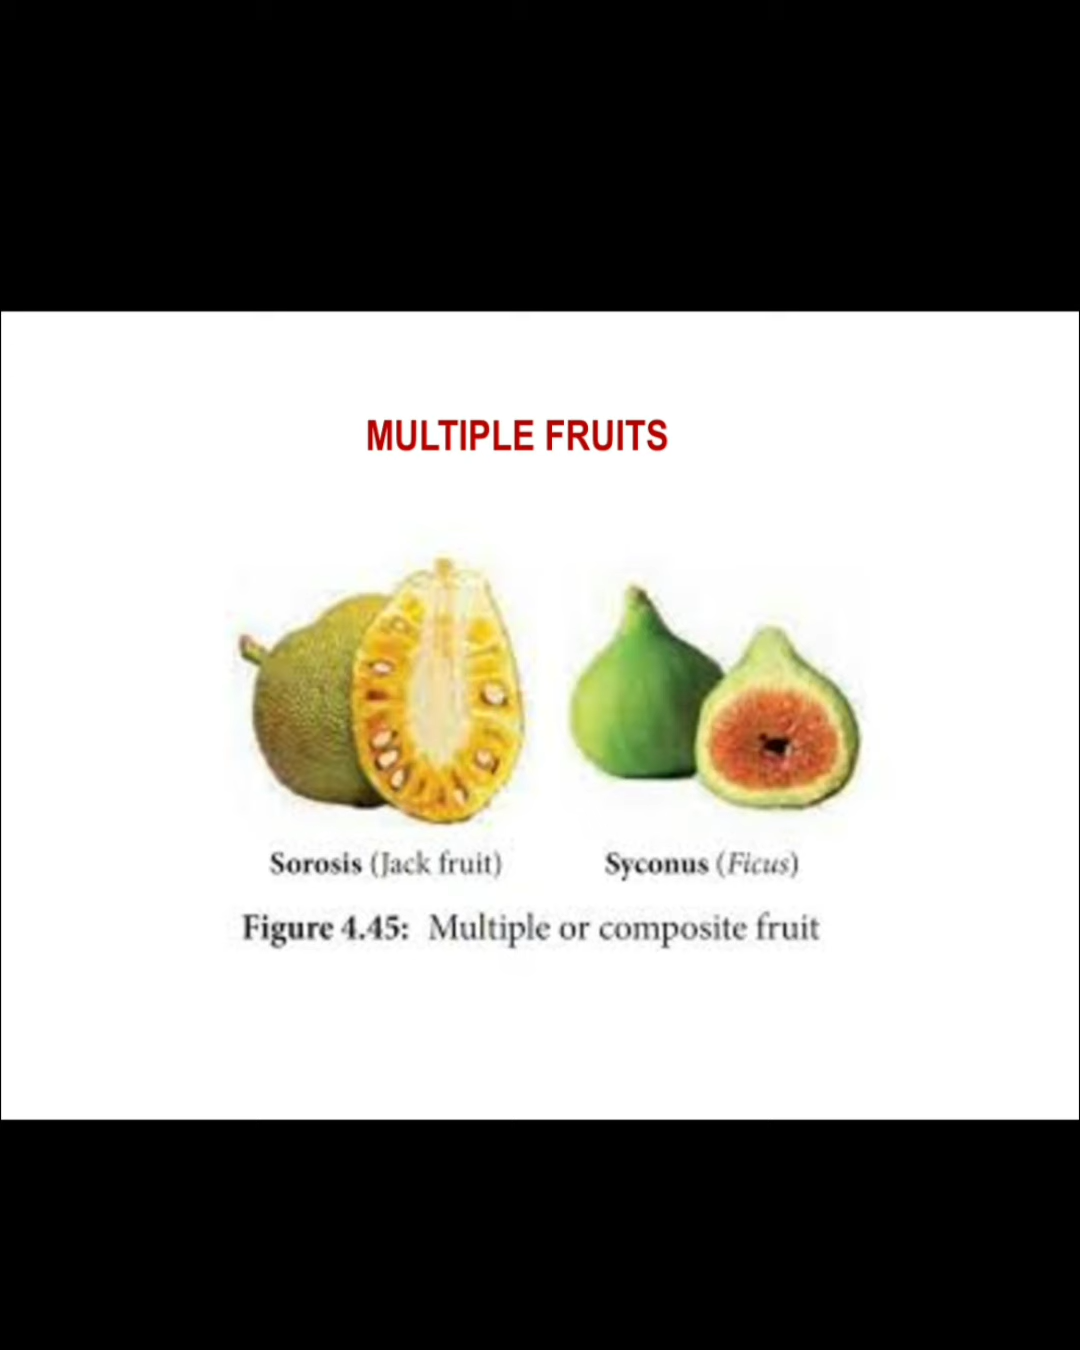 MULTIPLE FRUITS
Sorosis (Jack fruit) Syconus (Ficus)
Figure 4.45: Multiple or composite fruit